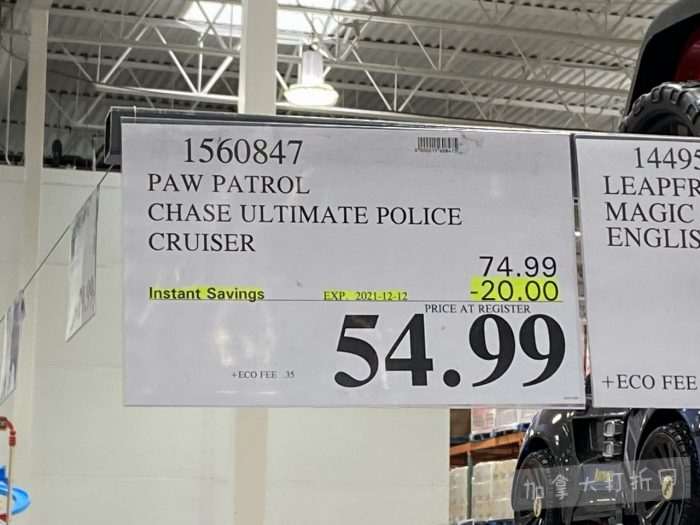 1560847
PAW PATROL
CHASE ULTIMATE POLICE
CRUISER
74.99
Instant Savings EXP. 2021-12-12 -20.00
PRICE AT REGISTER
54.99
+ECO FEE .35
1449
LEAPFR
MAGIC
ENGLIS
+ECO FEE
加拿大打折网